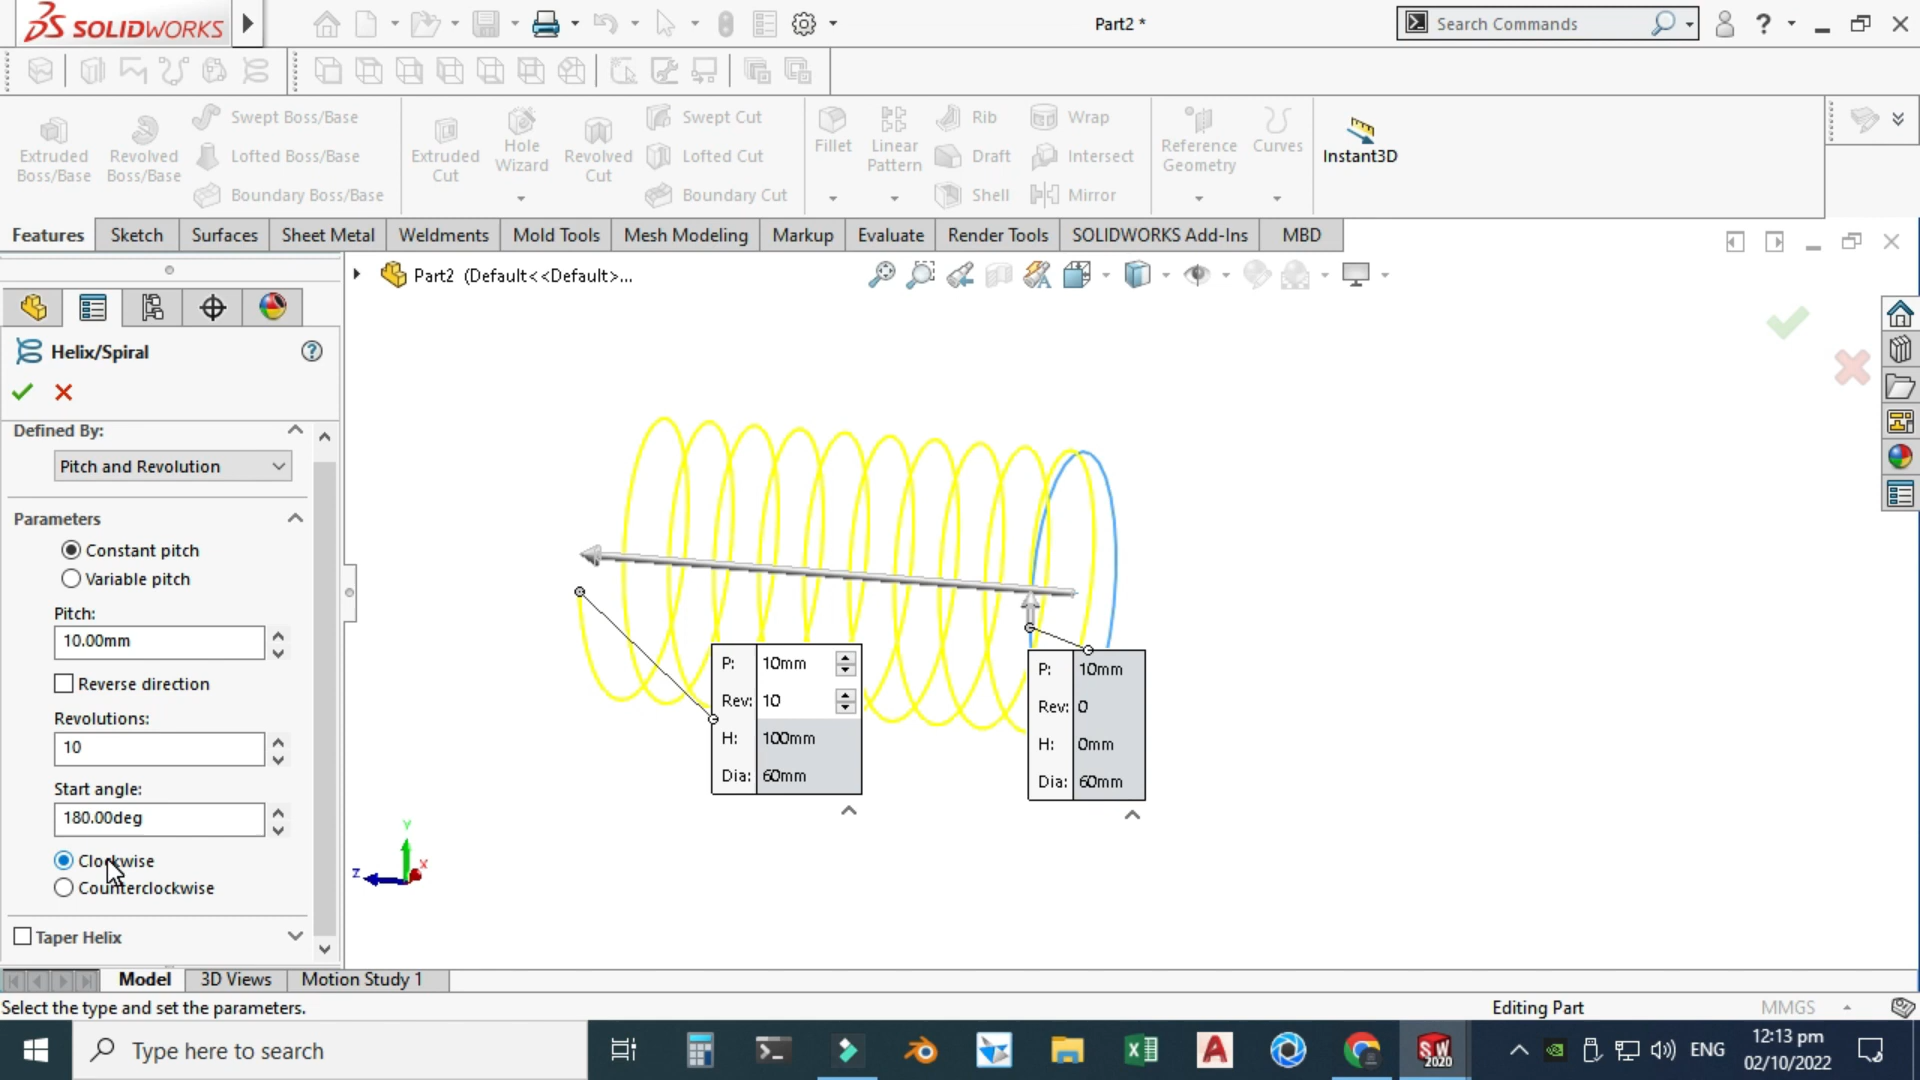 SOLIDWORKS
Part2 *
Search Commands
Extruded Boss/Base
Revolved Boss/Base
Swept Boss/Base
Lofted Boss/Base
Boundary Boss/Base
Extruded Cut
Hole Wizard
Revolved Cut
Swept Cut
Lofted Cut
Boundary Cut
Fillet
Linear Pattern
Rib
Draft
Shell
Wrap
Intersect
Mirror
Reference Geometry
Curves
Instant3D
Features
Sketch
Surfaces
Sheet Metal
Weldments
Mold Tools
Mesh Modeling
Markup
Evaluate
Render Tools
SOLIDWORKS Add-Ins
MBD
Part2 (Default<<Default>...
Helix/Spiral
Defined By:
Pitch and Revolution
Parameters
Constant pitch
Variable pitch
Pitch:
10.00mm
Reverse direction
Revolutions:
10
Start angle:
180.00deg
Clockwise
Counterclockwise
Taper Helix
P: 10mm
Rev: 10
H: 100mm
Dia: 60mm
P: 10mm
Rev: 0
H: 0mm
Dia: 60mm
Y
Z
X
Model
3D Views
Motion Study 1
Select the type and set the parameters.
Editing Part
MMGS
Type here to search
SW
2020
ENG
12:13 pm
02/10/2022